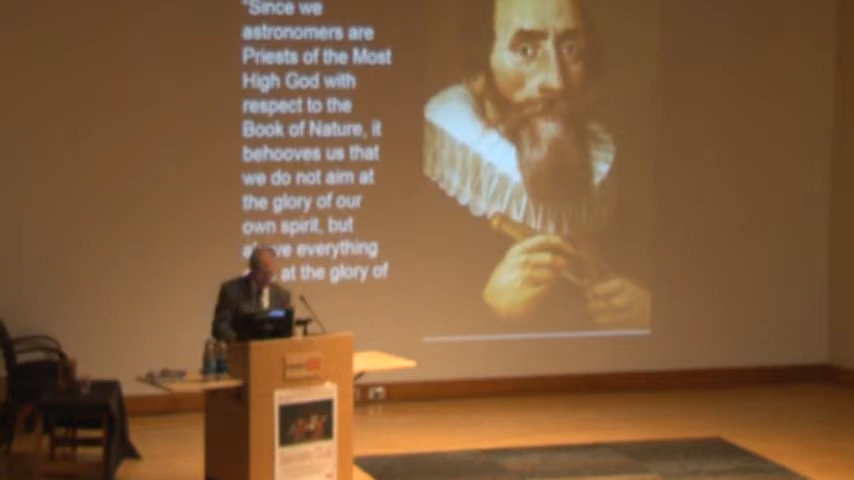 "Since we
astronomers are
Priests of the Most
High God with
respect to the
Book of Nature, it
behooves us that
we do not aim at
the glory of our
own spirit, but
everything
at the glory of